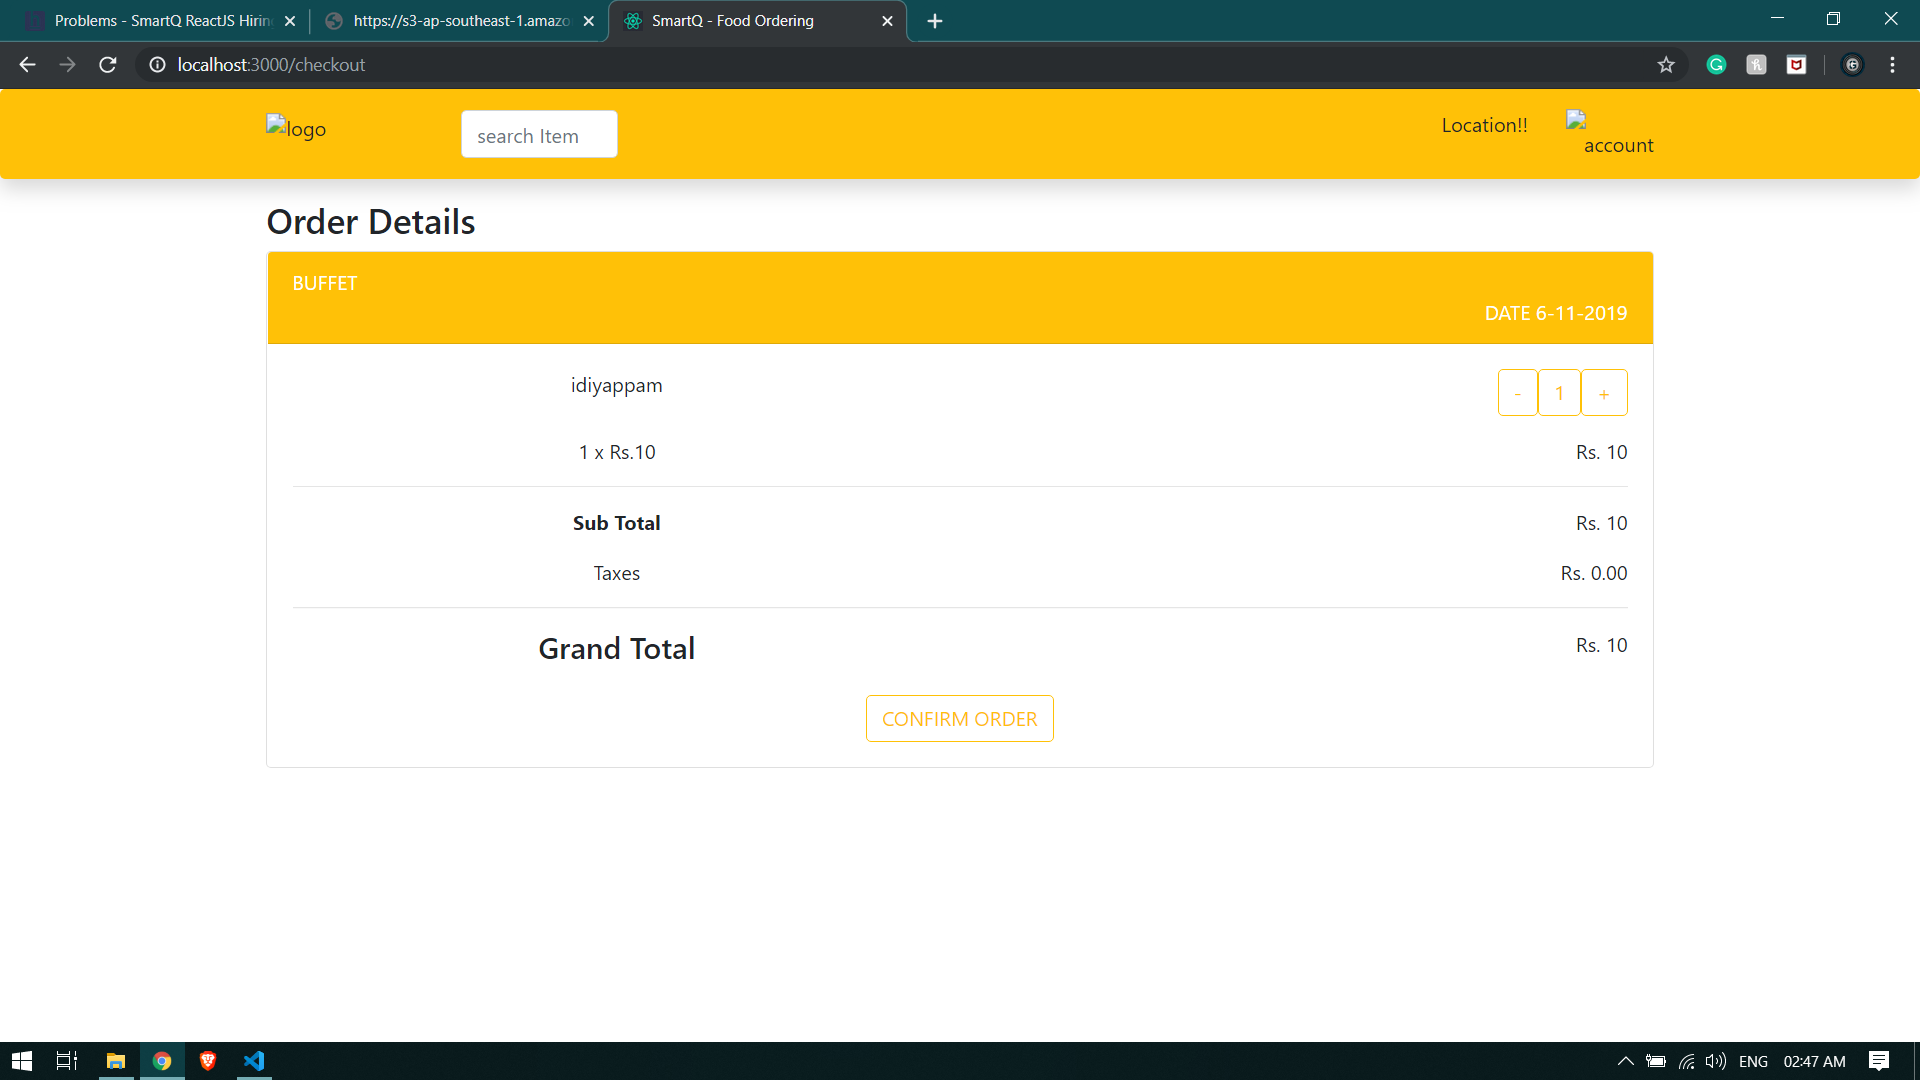 Problems - SmartQ ReactJS Hirin
https://s3-ap-southeast-1.amazo
SmartQ - Food Ordering
localhost:3000/checkout
logo
search Item
Location!!
account
Order Details
BUFFET
DATE 6-11-2019
idiyappam
- 1 +
1 x Rs.10 Rs. 10
Sub Total Rs. 10
Taxes Rs. 0.00
Grand Total Rs. 10
CONFIRM ORDER
ENG 02:47 AM